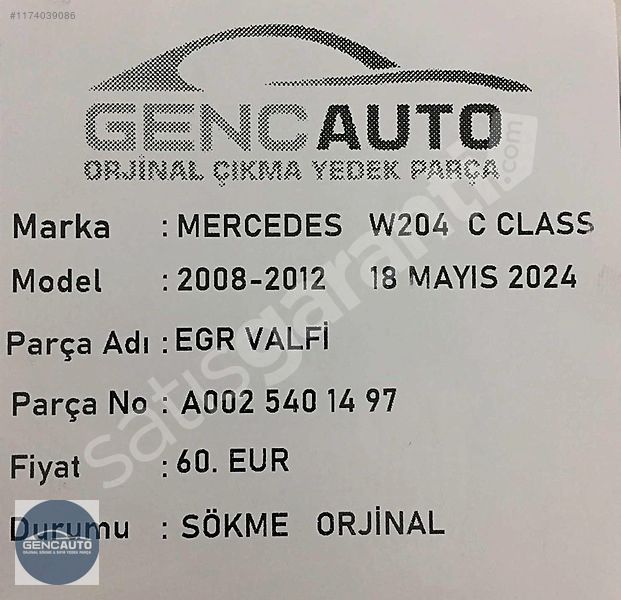 #1174039086
GENCAUTO
ORJİNAL ÇIKMA YEDEK PARÇA
Marka : MERCEDES W204 C CLASS
Model : 2008-2012 18 MAYIS 2024
Parça Adı : EGR VALFİ
Parça No : A002 540 14 97
Fiyat : 60. EUR
Durumu : SÖKME ORJİNAL
satisgaranti.com
GENCAUTO